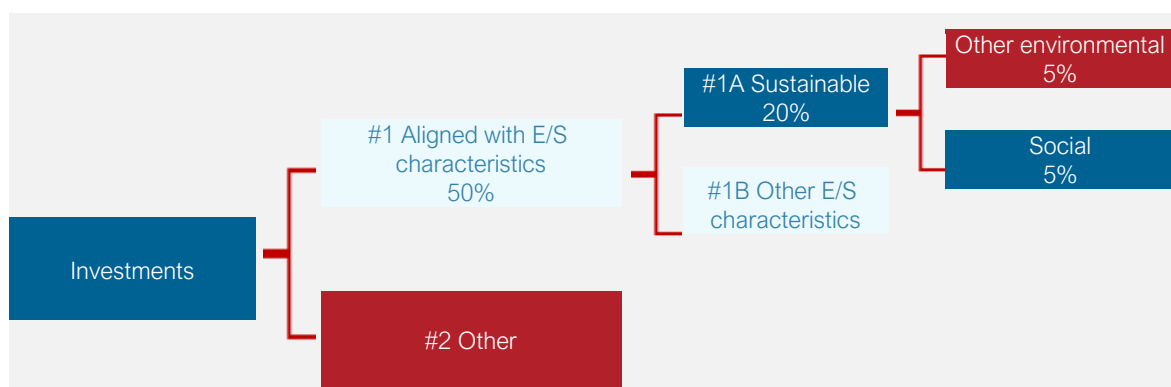 Investments
#1 Aligned with E/S
characteristics
50%
#2 Other
#1A Sustainable
20%
#1B Other E/S
characteristics
Other environmental
5%
Social
5%